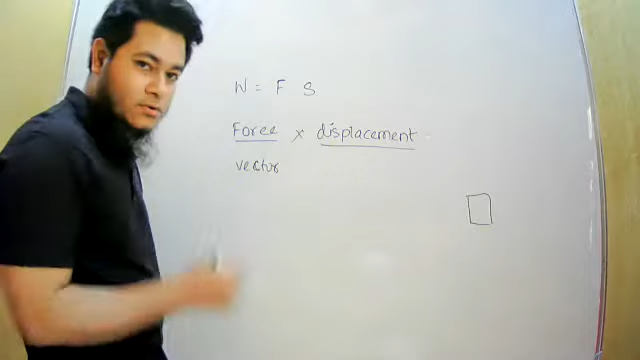 W = F S
Force × displacement
vector